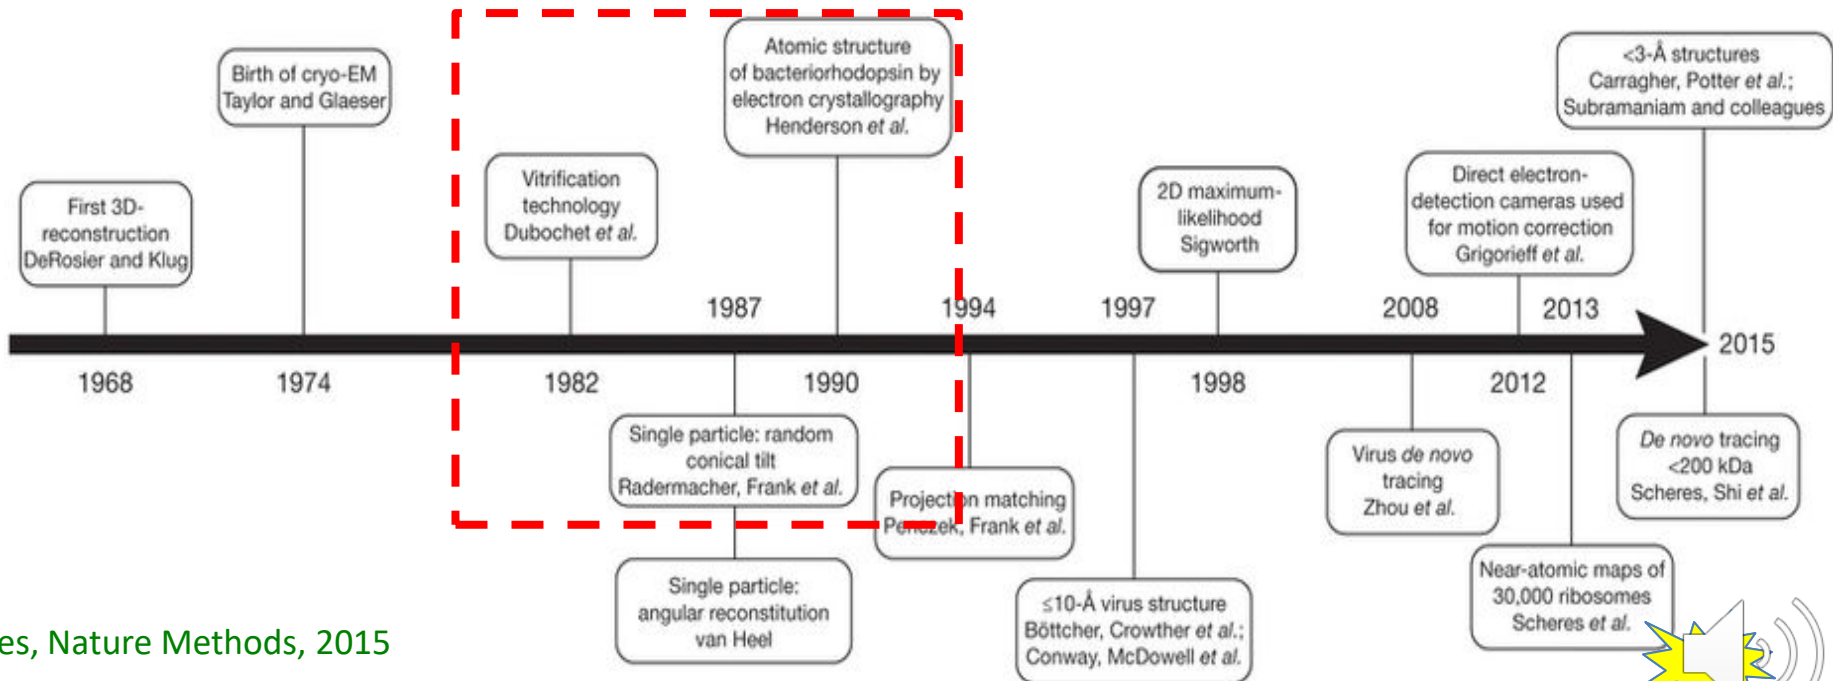 Birth of cryo-EM
Taylor and Glaeser
Atomic structure
of bacteriorhodopsin by
electron crystallography
Henderson et al.
<3-Å structures
Carragher, Potter et al.;
Subramaniam and colleagues
First 3D-
reconstruction
DeRosier and Klug
Vitrification
technology
Dubochet et al.
2D maximum-
likelihood
Sigworth
Direct electron-
detection cameras used
for motion correction
Grigorieff et al.
1987
1994
1997
2008
2013
2015
1968
1974
1982
1990
1998
2012
Single particle: random
conical tilt
Radermacher, Frank et al.
Projection matching
Penczek, Frank et al.
Virus de novo
tracing
Zhou et al.
De novo tracing
<200 kDa
Scheres, Shi et al.
Single particle:
angular reconstitution
van Heel
≤10-Å virus structure
Böttcher, Crowther et al.;
Conway, McDowell et al.
Near-atomic maps of
30,000 ribosomes
Scheres et al.
es, Nature Methods, 2015